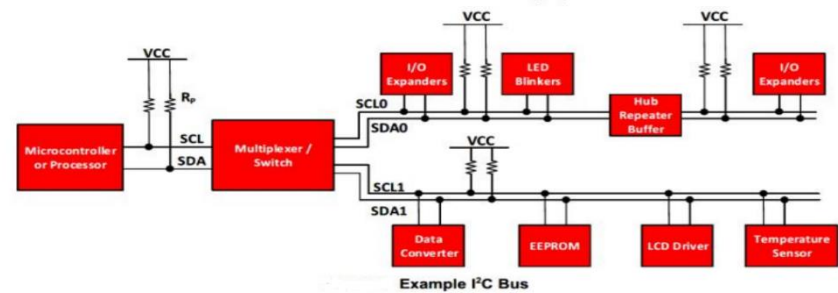 VCC
VCC
VCC
I/O
Expanders
LED
Blinkers
I/O
Expanders
Rp
SCL0
Hub
Repeater
Buffer
SCL
SDA0
Microcontroller
or Processor
Multiplexer /
Switch
SDA
VCC
SCL1
SDA1
Data
Converter
EEPROM
LCD Driver
Temperature
Sensor
Example I²C Bus